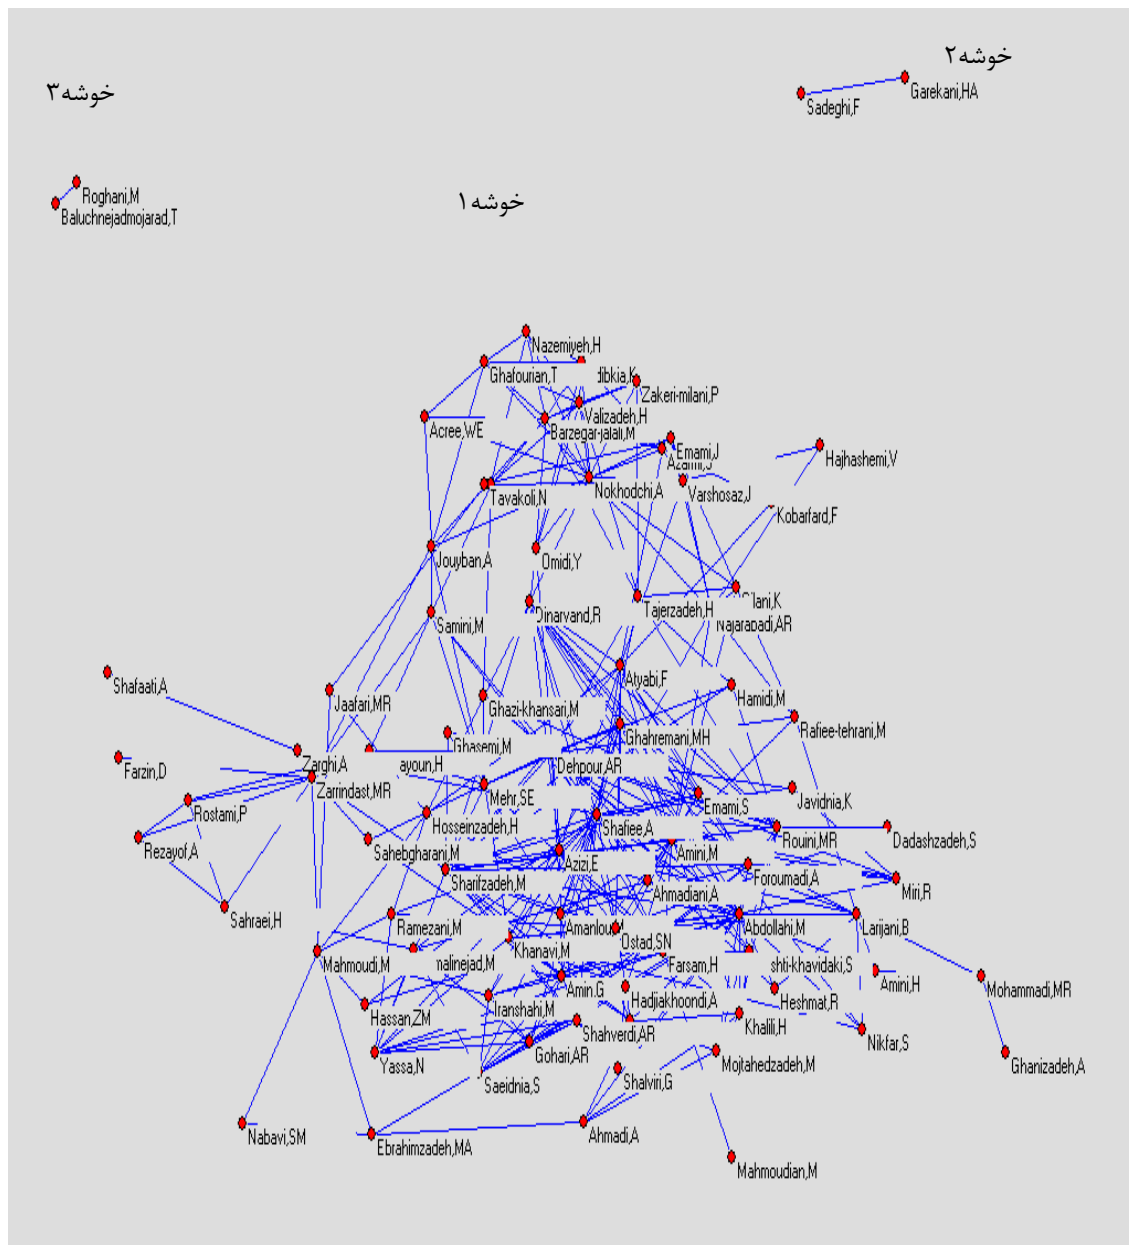 خوشه۲
Garekani,HA
Sadeghi,F
خوشه۳
Roghani,M
Baluchnejadmojarad,T
خوشه۱
Nazemiyeh,H
Ghafourian,T
Zakeri-milani,P
Valizadeh,H
Acree,WE
Barzegar-jalali,M
Emami,J
Hajhashemi,V
Tavakoli,N
Nokhodchi,A
Varshosaz,J
Kobarfard,F
Jouyban,A
Omidi,Y
Dinarvand,R
Tajerzadeh,H
Samini,M
Atyabi,F
Shafaati,A
Jaafari,MR
Ghazi-khansari,M
Hamidi,M
Rafiee-tehrani,M
Ghahremani,MH
Ghasemi,M
Zarghi,A
ayoun,H
Dehpour,AR
Farzin,D
Zarrindast,MR
Mehr,SE
Javidnia,K
Rostami,P
Emami,S
Hosseinzadeh,H
Shafiee,A
Rouini,MR
Dadashzadeh,S
Rezayof,A
Sahebgharani,M
Amini,M
Azizi,E
Sharifzadeh,M
Foroumadi,A
Ahmadiani,A
Miri,R
Sahraei,H
Ramezani,M
Amanlou,M
Abdollahi,M
Larijani,B
Ostad,SN
Mahmoudi,M
nalinejad,M
Khanavi,M
Farsam,H
shti-khavidaki,S
Amin,G
Amini,H
Mohammadi,MR
Hadjiakhoondi,A
Heshmat,R
Hassan,ZM
Iranshahi,M
Khalili,H
Shahverdi,AR
Nikfar,S
Gohari,AR
Yassa,N
Mojtahedzadeh,M
Ghanizadeh,A
Shalviri,G
Saeidnia,S
Nabavi,SM
Ebrahimzadeh,MA
Ahmadi,A
Mahmoudian,M